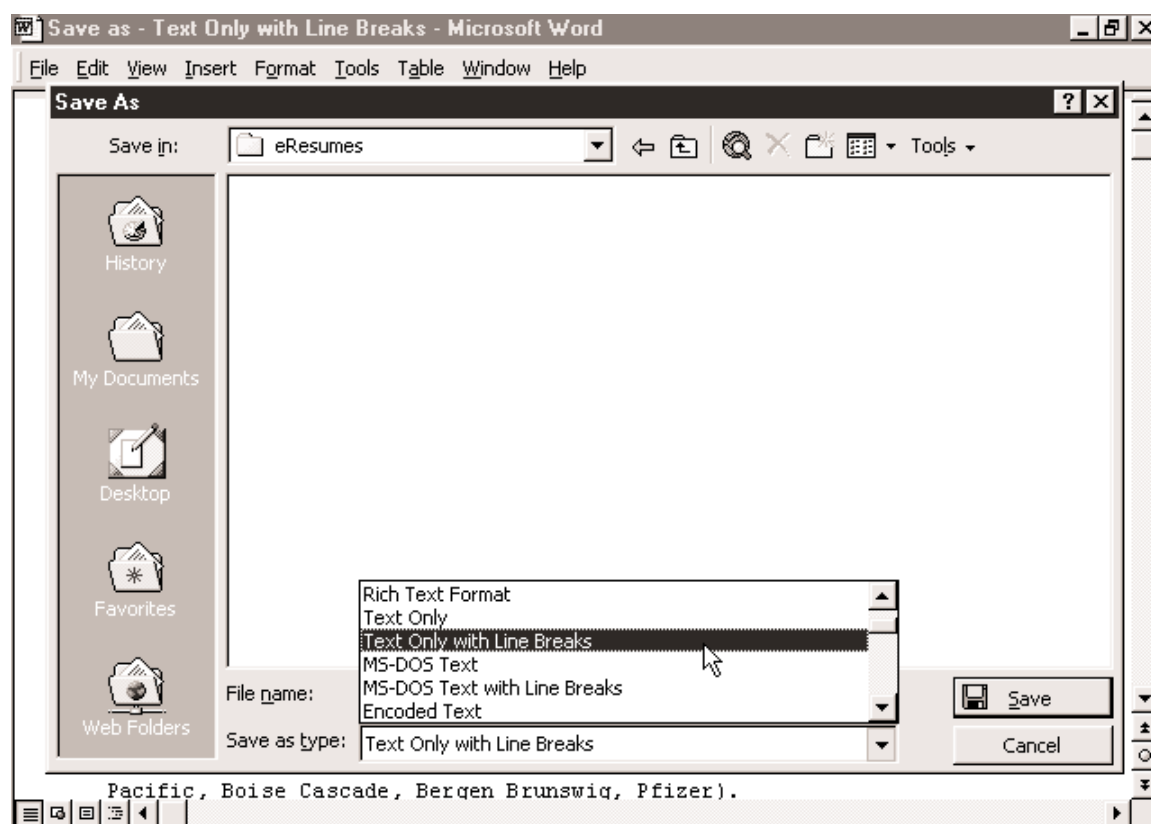 Save as - Text Only with Line Breaks - Microsoft Word
File Edit View Insert Format Tools Table Window Help
Save As
Save in: eResumes Tools
History
My Documents
Desktop
Favorites
Web Folders
Rich Text Format
Text Only
Text Only with Line Breaks
MS-DOS Text
MS-DOS Text with Line Breaks
Encoded Text
File name: Save
Save as type: Text Only with Line Breaks Cancel
Pacific, Boise Cascade, Bergen Brunswig, Pfizer).